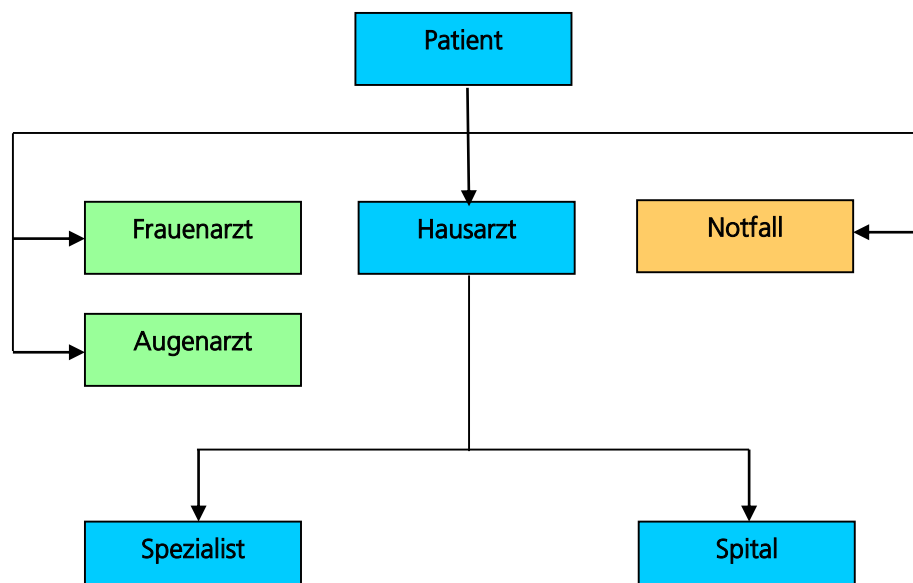 Patient
Frauenarzt
Hausarzt
Notfall
Augenarzt
Spezialist
Spital